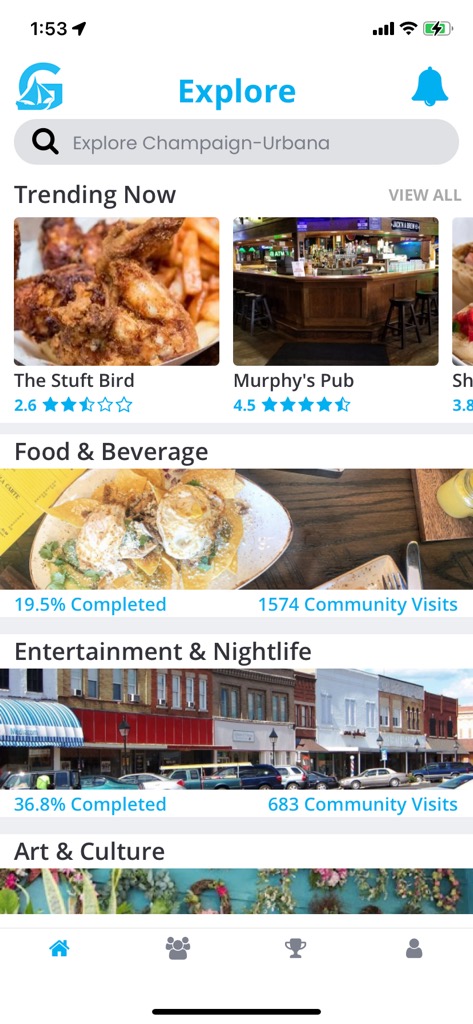 1:53
G
Explore
Explore Champaign-Urbana
Trending Now
VIEW ALL
The Stuft Bird
Murphy's Pub
Sh
2.6
4.5
3.8
Food & Beverage
19.5% Completed
1574 Community Visits
Entertainment & Nightlife
36.8% Completed
683 Community Visits
Art & Culture